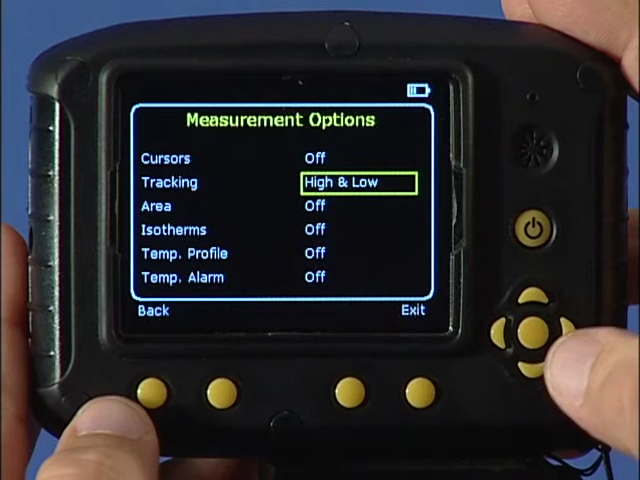 Measurement Options
Cursors Off
Tracking High & Low
Area Off
Isotherms Off
Temp. Profile Off
Temp. Alarm Off
Back Exit